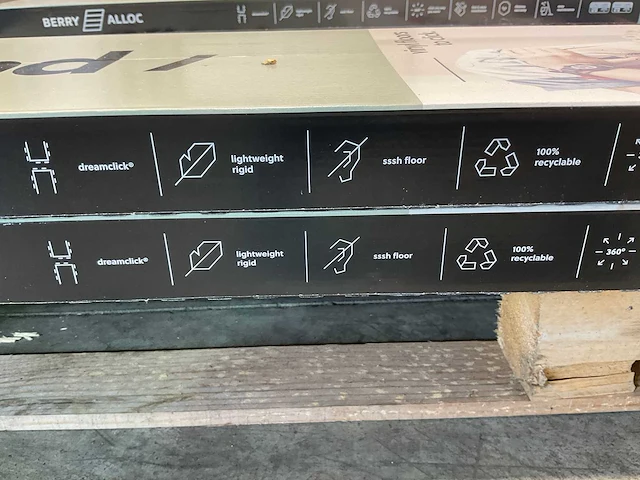 BERRY ALLOC
dreamclick®
lightweight
rigid
sssh floor
100%
recyclable
dreamclick®
lightweight
rigid
sssh floor
100%
recyclable
360°